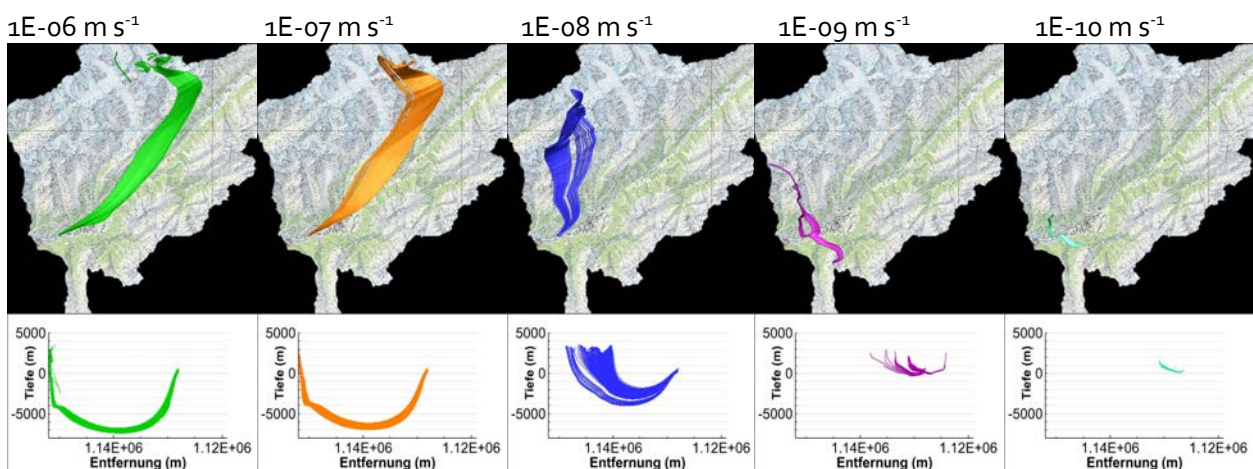 1E-06 m s⁻¹
1E-07 m s⁻¹
1E-08 m s⁻¹
1E-09 m s⁻¹
1E-10 m s⁻¹
5000
0
-5000
Tiefe (m)
1.14E+06
1.12E+06
Entfernung (m)
5000
0
-5000
Tiefe (m)
1.14E+06
1.12E+06
Entfernung (m)
5000
0
-5000
Tiefe (m)
1.14E+06
1.12E+06
Entfernung (m)
5000
0
-5000
Tiefe (m)
1.14E+06
1.12E+06
Entfernung (m)
5000
0
-5000
Tiefe (m)
1.14E+06
1.12E+06
Entfernung (m)